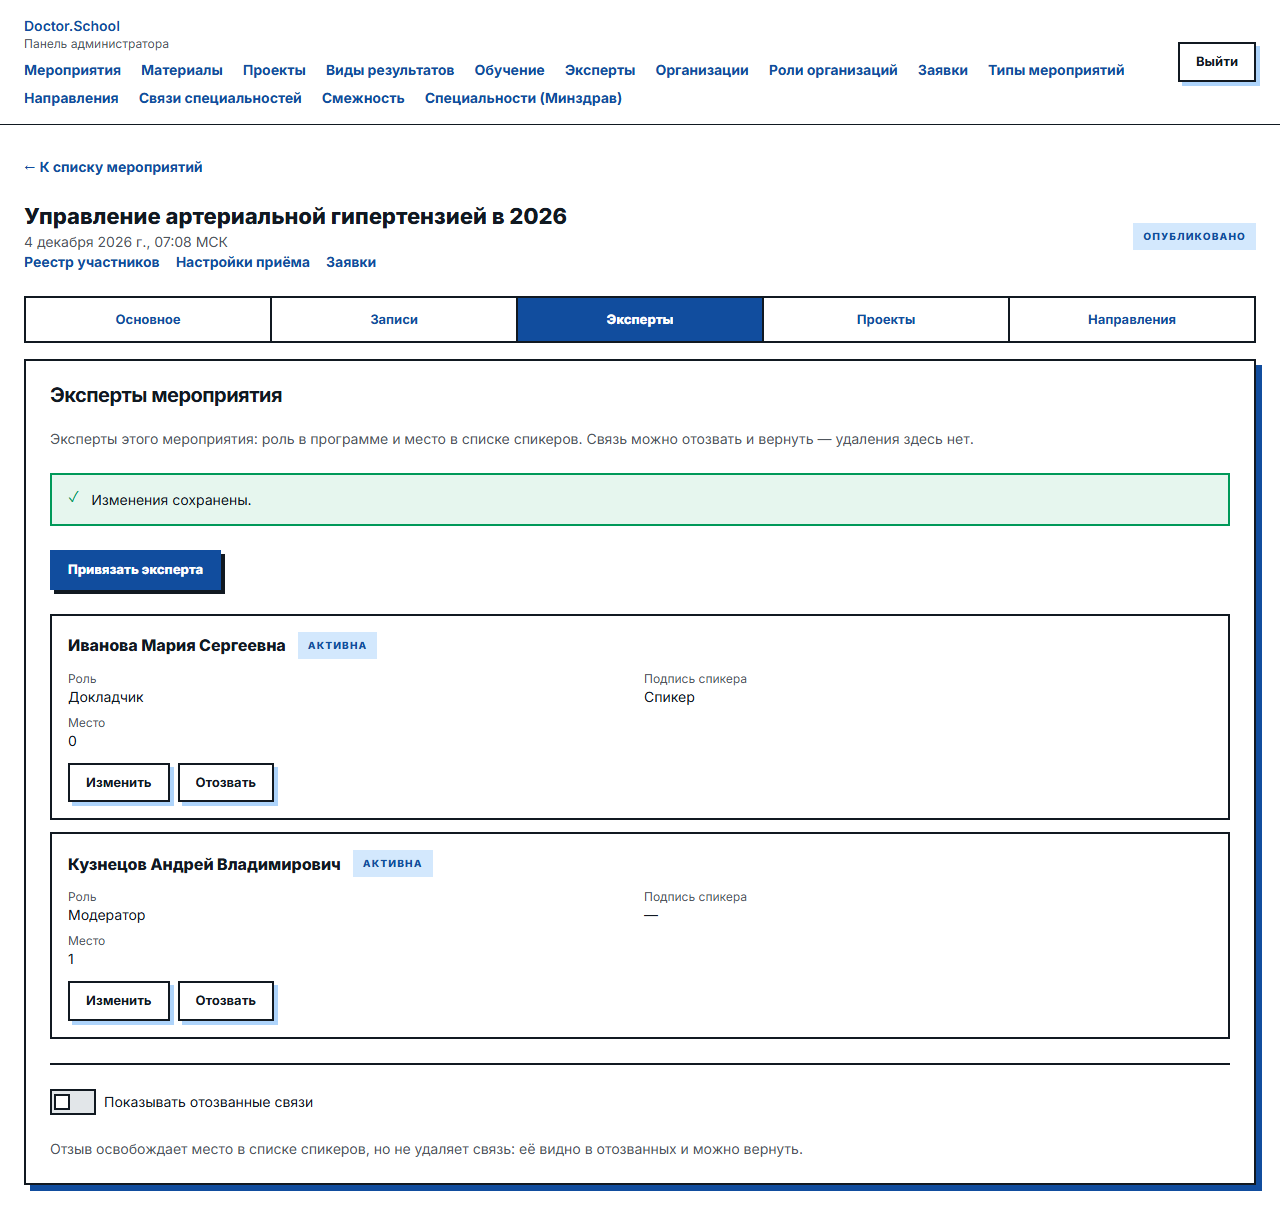 Doctor.School
Панель администратора
Мероприятия Материалы Проекты Виды результатов Обучение Эксперты Организации Роли организаций Заявки Типы мероприятий
Направления Связи специальностей Смежность Специальности (Минздрав)
Выйти
← К списку мероприятий
Управление артериальной гипертензией в 2026
4 декабря 2026 г., 07:08 МСК
ОПУБЛИКОВАНО
Реестр участников Настройки приёма Заявки
Основное Записи Эксперты Проекты Направления
Эксперты мероприятия
Эксперты этого мероприятия: роль в программе и место в списке спикеров. Связь можно отозвать и вернуть — удаления здесь нет.
✓ Изменения сохранены.
Привязать эксперта
Иванова Мария Сергеевна АКТИВНА
Роль Подпись спикера
Докладчик Спикер
Место
0
Изменить Отозвать
Кузнецов Андрей Владимирович АКТИВНА
Роль Подпись спикера
Модератор —
Место
1
Изменить Отозвать
Показывать отозванные связи
Отзыв освобождает место в списке спикеров, но не удаляет связь: её видно в отозванных и можно вернуть.